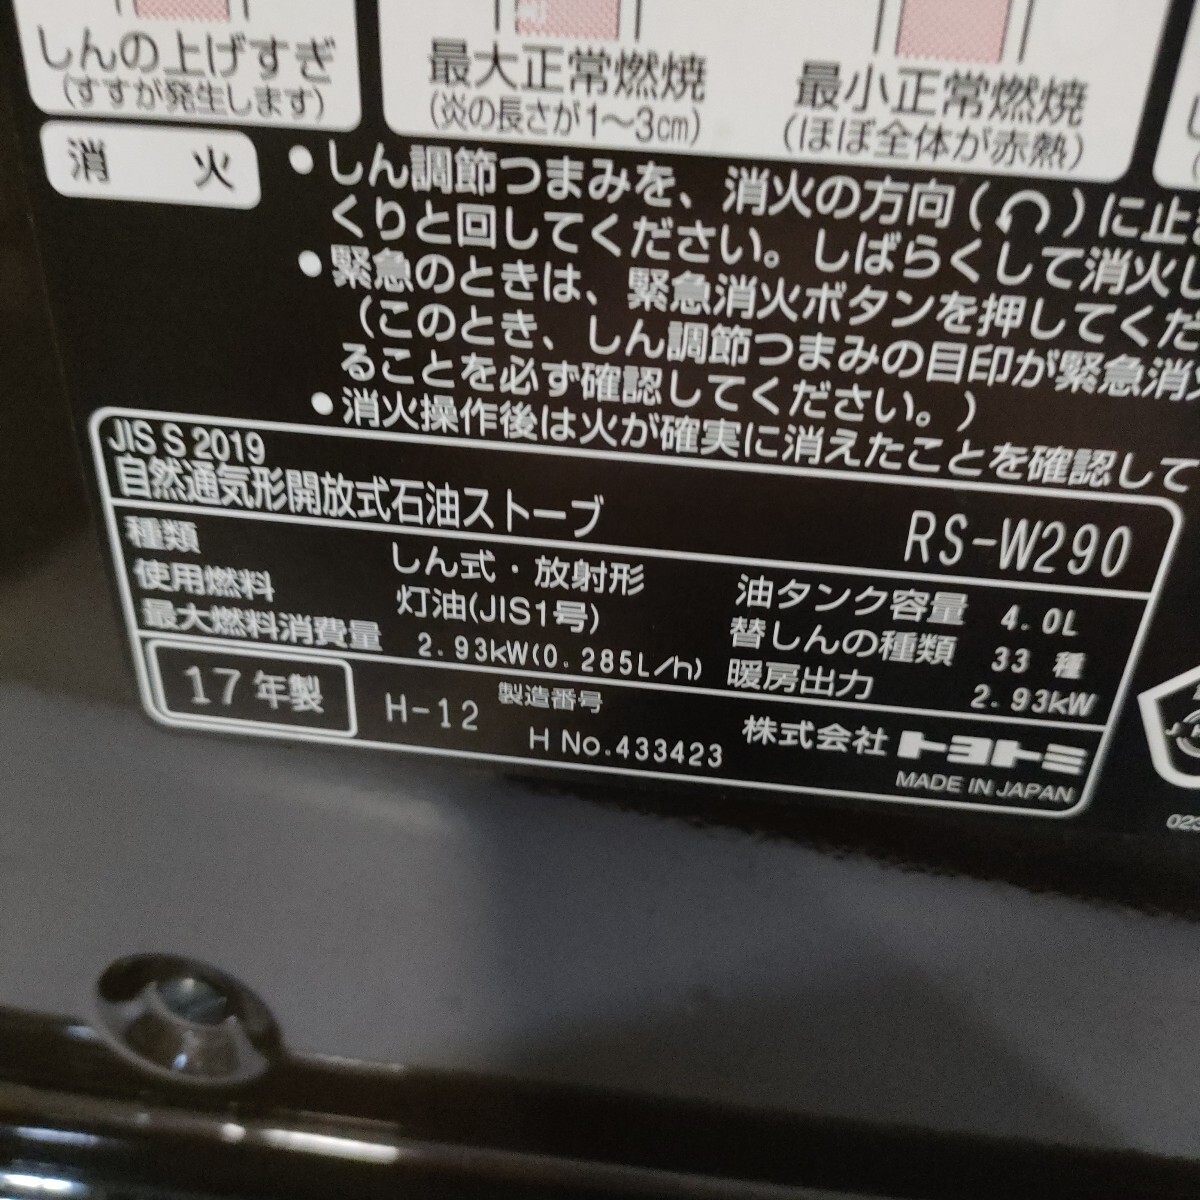 しんの上げすぎ
(すすが発生します)
最大正常燃焼
(炎の長さが1〜3cm)
最小正常燃焼
(ほぼ全体が赤熱)
消 火
●しん調節つまみを、消火の方向( )に止
くりと回してください。しばらくして消火し
●緊急のときは、緊急消火ボタンを押してくだ
(このとき、しん調節つまみの目印が緊急消
ることを必ず確認してください。)
●消火操作後は火が確実に消えたことを確認して
JIS S 2019
自然通気形開放式石油ストーブ RS-W290
種類 しん式・放射形
使用燃料 灯油(JIS1号)
最大燃料消費量 2.93kW(0.285L/h)
油タンク容量 4.0L
替しんの種類 33 種
暖房出力 2.93kW
17年製 H-12 製造番号
H No.433423
株式会社トヨトミ
MADE IN JAPAN
023